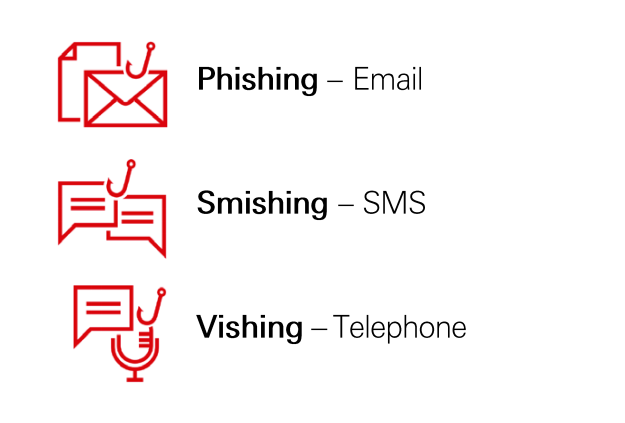 Phishing – Email
Smishing – SMS
Vishing – Telephone